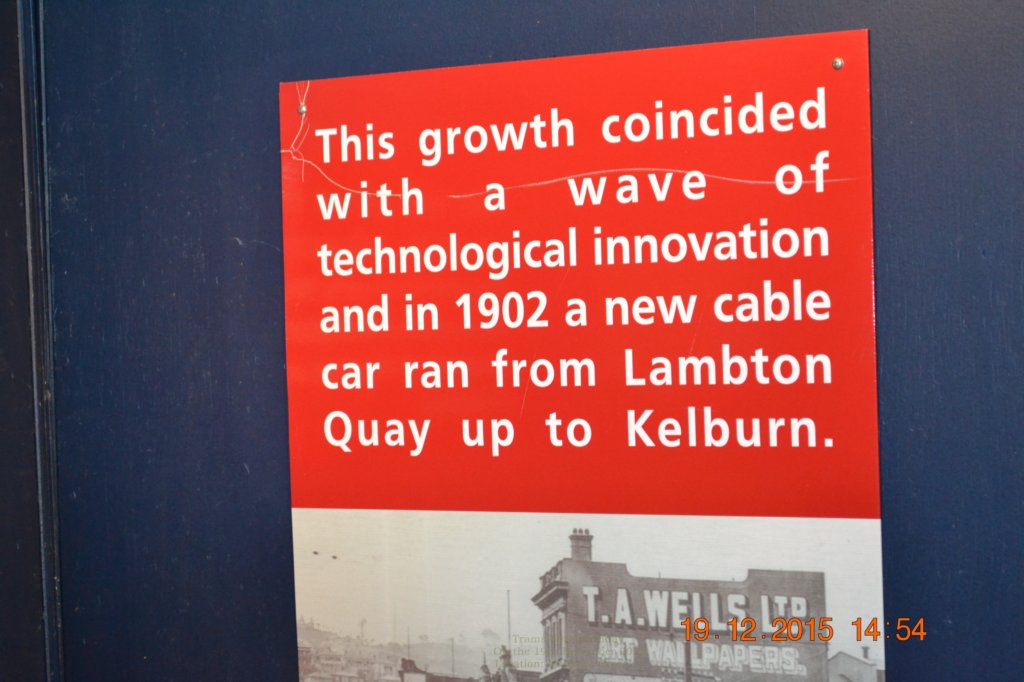 This growth coincided
with a wave of
technological innovation
and in 1902 a new cable
car ran from Lambton
Quay up to Kelburn.
T.A. WELLS LTD
WALLPAPERS.
19.12.2015 14:54